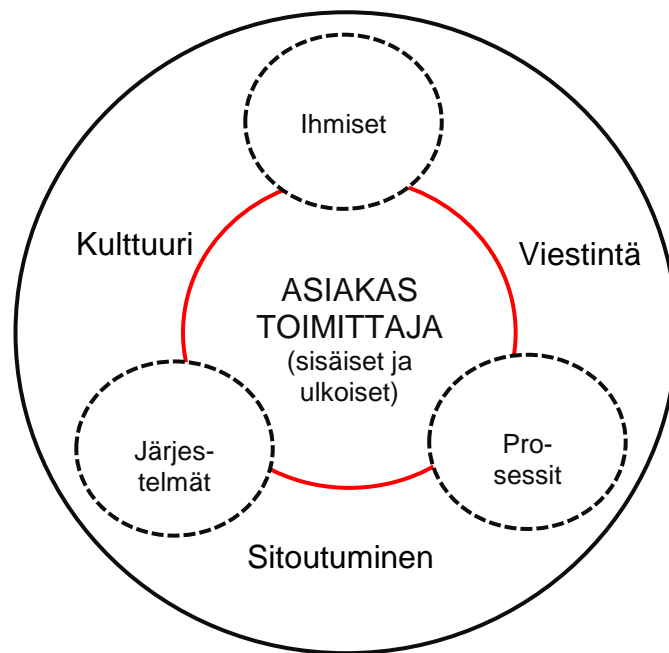 Ihmiset
Kulttuuri
Viestintä
ASIAKAS
TOIMITTAJA
(sisäiset ja
ulkoiset)
Järjes-
telmät
Pro-
sessit
Sitoutuminen